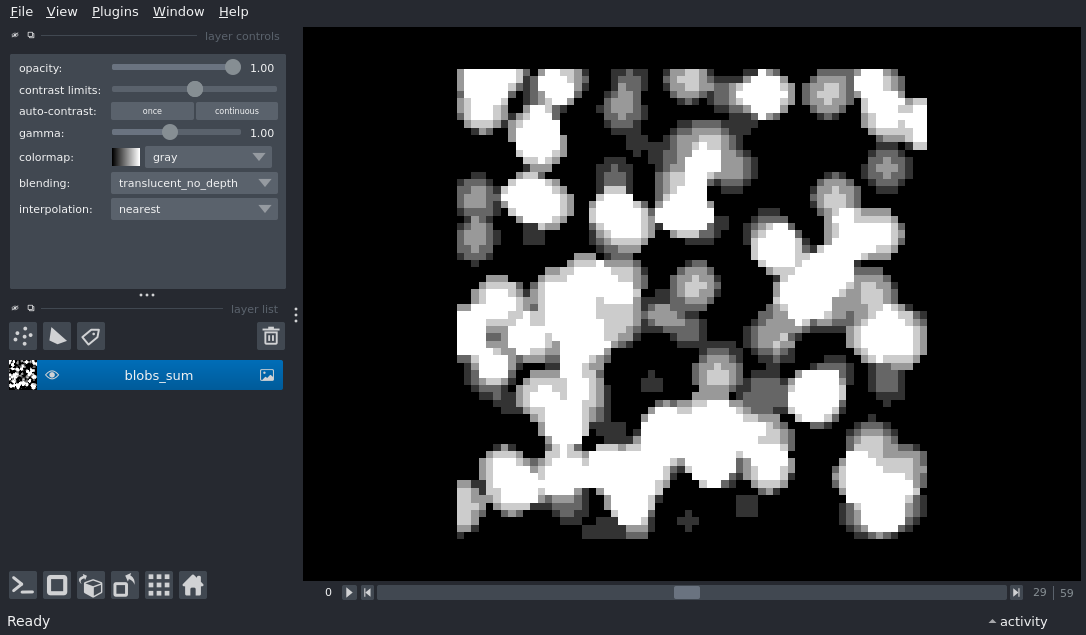 File View Plugins Window Help
layer controls
opacity: 1.00
contrast limits:
auto-contrast: once continuous
gamma: 1.00
colormap: gray
blending: translucent_no_depth
interpolation: nearest
layer list
blobs_sum
0 29 | 59
Ready activity